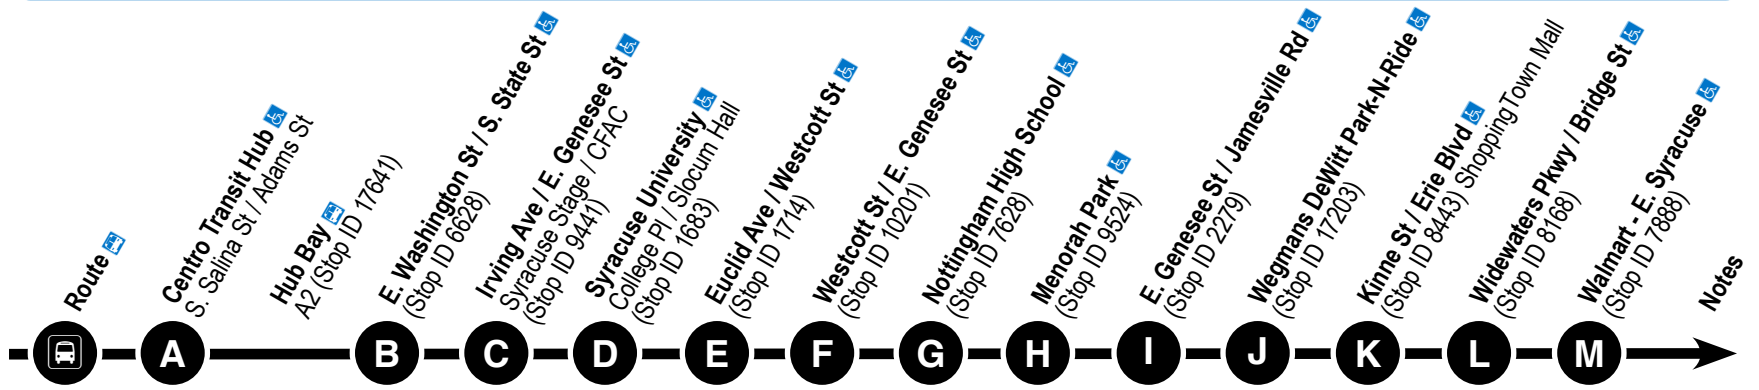 Route
Centro Transit Hub
S. Salina St / Adams St
Hub Bay
A2 (Stop ID 17641)
E. Washington St / S. State St
(Stop ID 6628)
Irving Ave / E. Genesee St
Syracuse Stage / CFAC
(Stop ID 9441)
Syracuse University
College Pl / Slocum Hall
(Stop ID 1683)
Euclid Ave / Westcott St
(Stop ID 1714)
Westcott St / E. Genesee St
(Stop ID 10201)
Nottingham High School
(Stop ID 7628)
Menorah Park
(Stop ID 9524)
E. Genesee St / Jamesville Rd
(Stop ID 2279)
Wegmans DeWitt Park-N-Ride
(Stop ID 17203)
Kinne St / Erie Blvd
(Stop ID 8443) ShoppingTown Mall
Widewaters Pkwy / Bridge St
(Stop ID 8168)
Walmart - E. Syracuse
(Stop ID 7888)
Notes
A B C D E F G H I J K L M